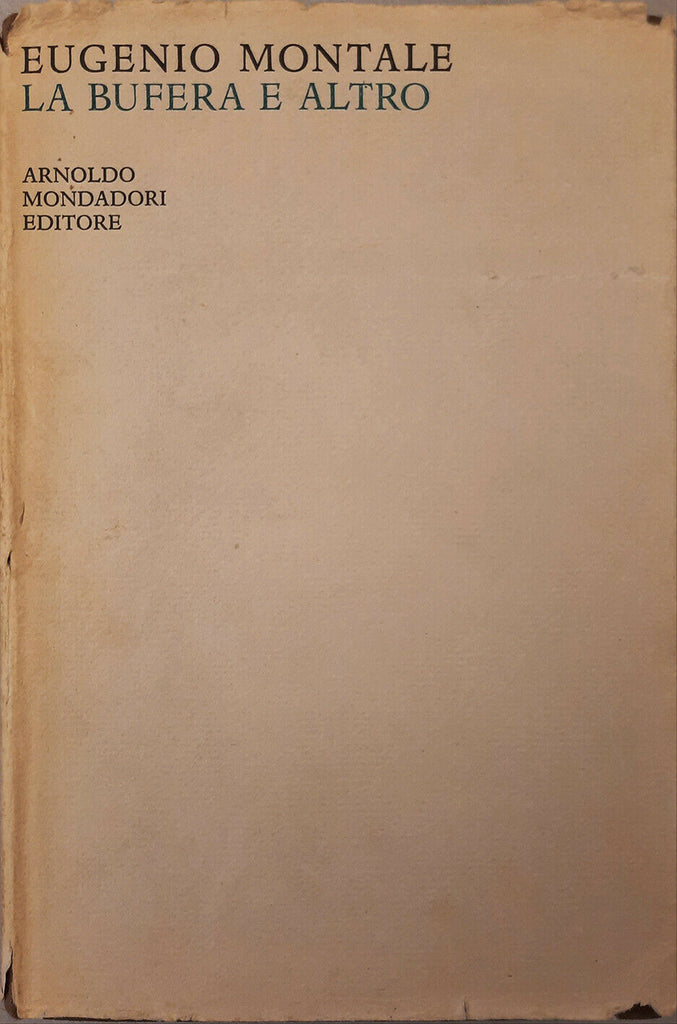 EUGENIO MONTALE
LA BUFERA E ALTRO
ARNOLDO
MONDADORI
EDITORE